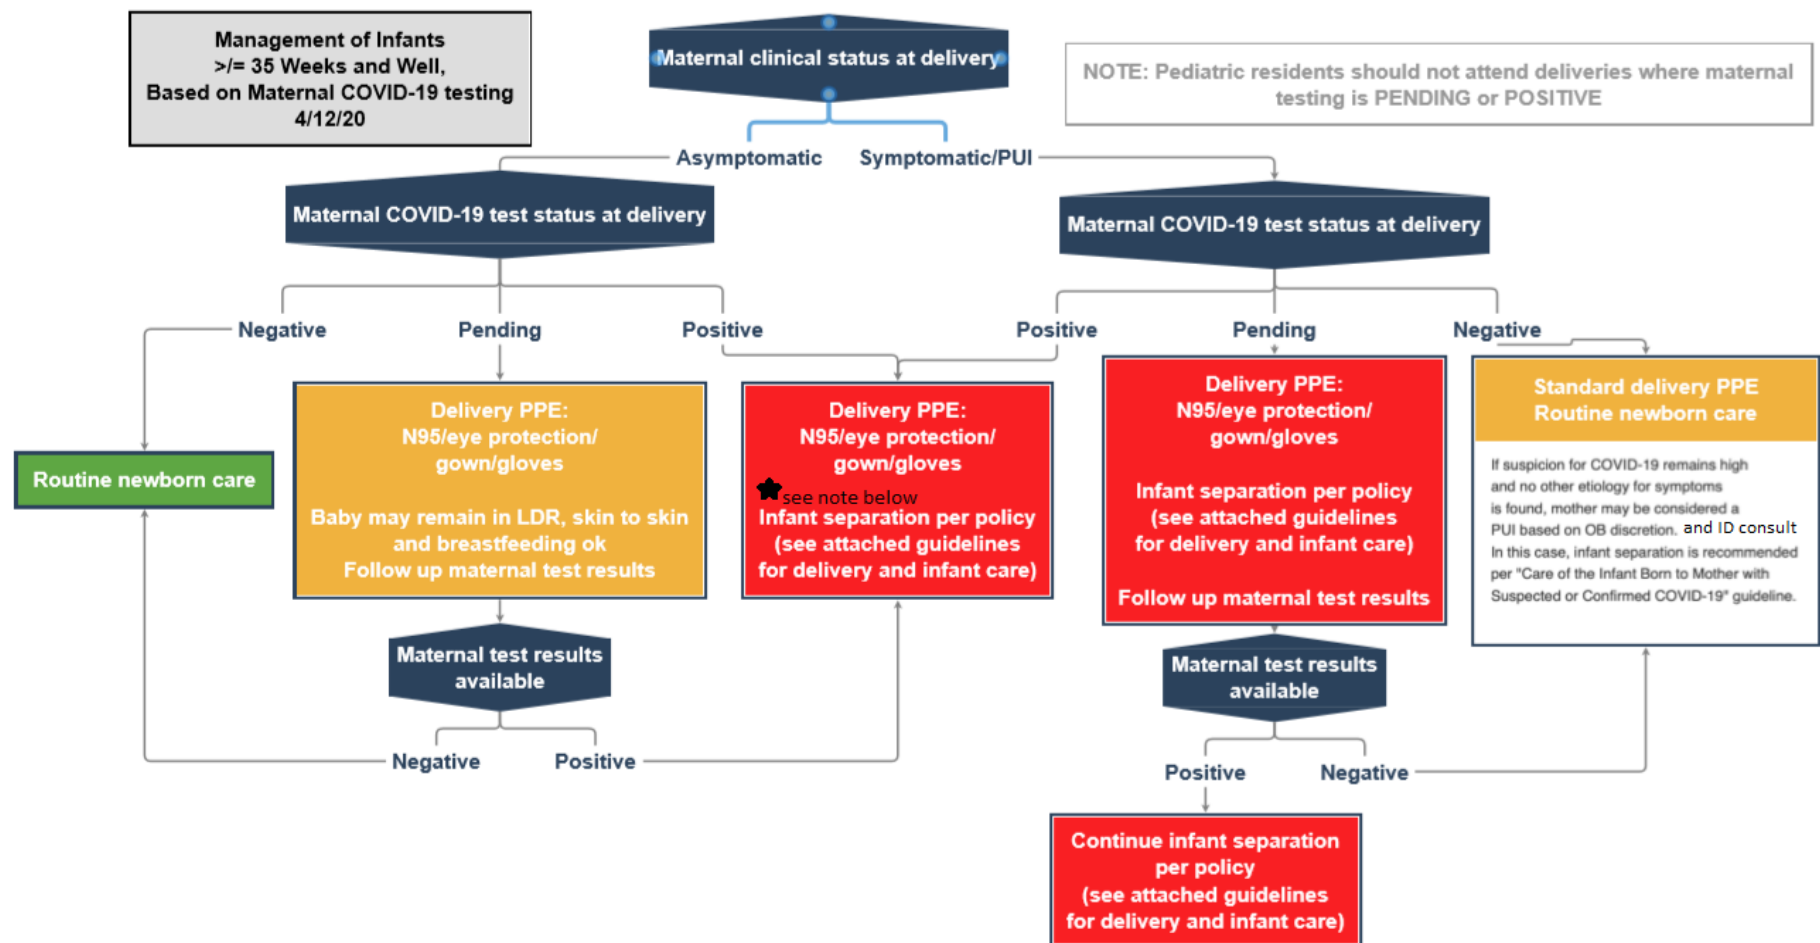 Management of Infants
>/= 35 Weeks and Well,
Based on Maternal COVID-19 testing
4/12/20
Maternal clinical status at delivery
NOTE: Pediatric residents should not attend deliveries where maternal
testing is PENDING or POSITIVE
Asymptomatic
Symptomatic/PUI
Maternal COVID-19 test status at delivery
Maternal COVID-19 test status at delivery
Negative
Pending
Positive
Positive
Pending
Negative
Routine newborn care
Delivery PPE:
N95/eye protection/
gown/gloves
Baby may remain in LDR, skin to skin
and breastfeeding ok
Follow up maternal test results
Delivery PPE:
N95/eye protection/
gown/gloves
see note below
Infant separation per policy
(see attached guidelines
for delivery and infant care)
Delivery PPE:
N95/eye protection/
gown/gloves
Infant separation per policy
(see attached guidelines
for delivery and infant care)
Follow up maternal test results
Standard delivery PPE
Routine newborn care
If suspicion for COVID-19 remains high
and no other etiology for symptoms
is found, mother may be considered a
PUI based on OB discretion. and ID consult
In this case, infant separation is recommended
per "Care of the Infant Born to Mother with
Suspected or Confirmed COVID-19" guideline.
Maternal test results
available
Negative
Positive
Maternal test results
available
Positive
Negative
Continue infant separation
per policy
(see attached guidelines
for delivery and infant care)